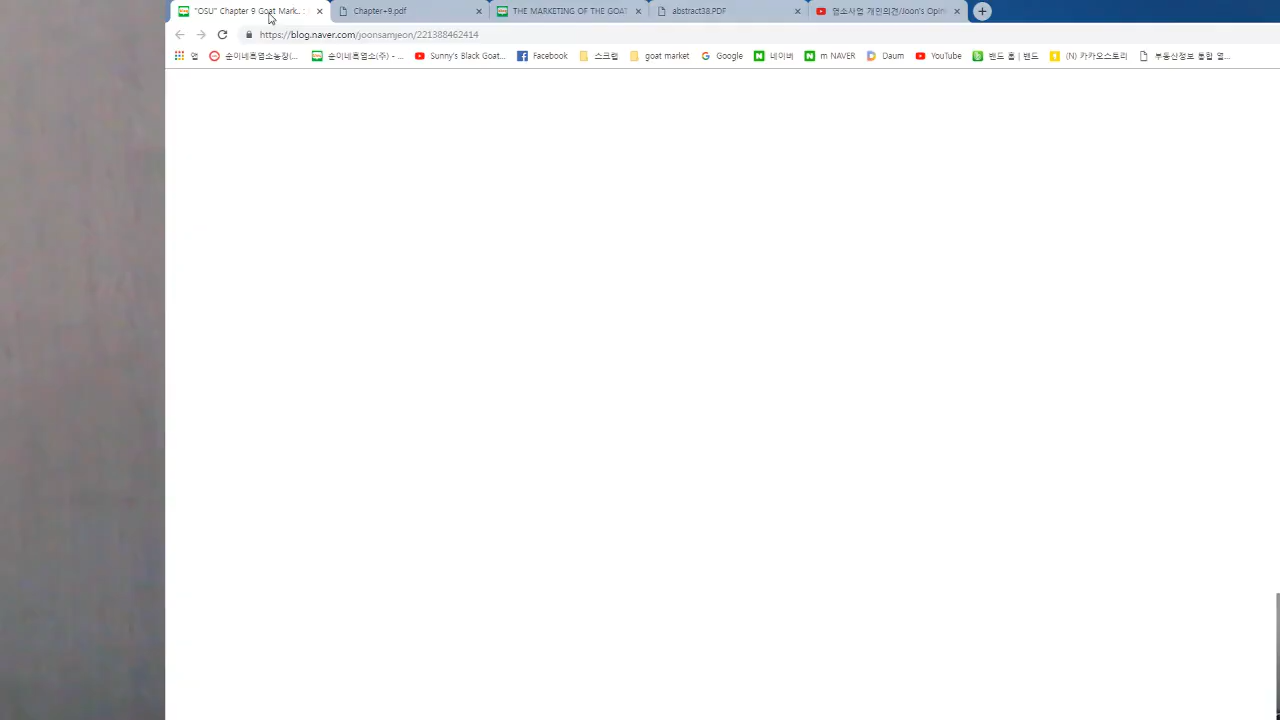 "OSU" Chapter 9 Goat Mark.. :
Chapter+9.pdf
THE MARKETING OF THE GOAT
abstract38.PDF
염소사업 개인의견/Joon's Opini
https://blog.naver.com/joonsamjeon/221388462414
앱
순이네흑염소농장(...
순이네흑염소(주) - ...
Sunny's Black Goat...
Facebook
스크랩
goat market
Google
네이버
m NAVER
Daum
YouTube
밴드 홈 | 밴드
(N) 카카오스토리
부동산정보 통합 열...